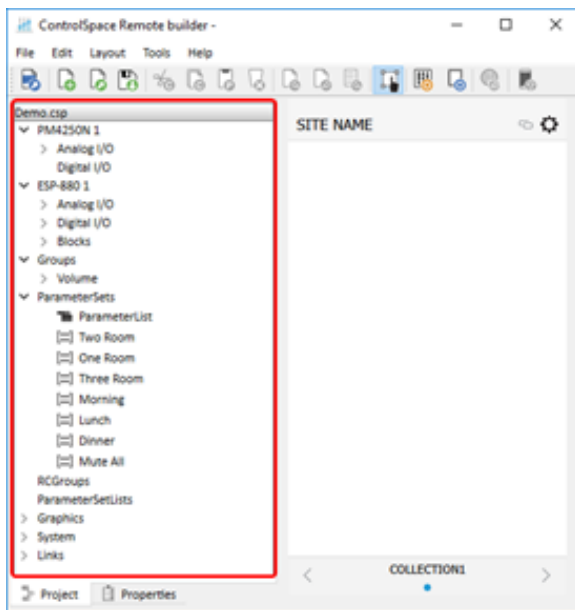 ControlSpace Remote builder -
File Edit Layout Tools Help
Demo.csp
PM4250N 1
Analog I/O
Digital I/O
ESP-880 1
Analog I/O
Digital I/O
Blocks
Groups
Volume
ParameterSets
ParameterList
Two Room
One Room
Three Room
Morning
Lunch
Dinner
Mute All
RCGroups
ParameterSetLists
Graphics
System
Links
Project Properties
SITE NAME
COLLECTION1